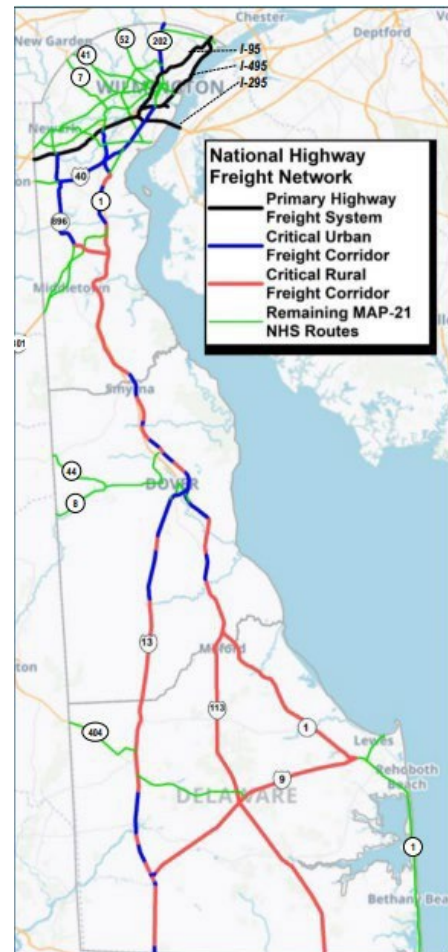 Chester
Deptford
New Garden
52
202
41
I-95
7
I-495
WILMINGTON
I-295
Newark
40
1
896
Middletown
National Highway
Freight Network
Primary Highway
Freight System
Critical Urban
Freight Corridor
Critical Rural
Freight Corridor
Remaining MAP-21
NHS Routes
Smyrna
44
DOVER
8
13
Milford
113
404
1
Lewes
9
Rehoboth
Beach
DELAWARE
1
Bethany Bea